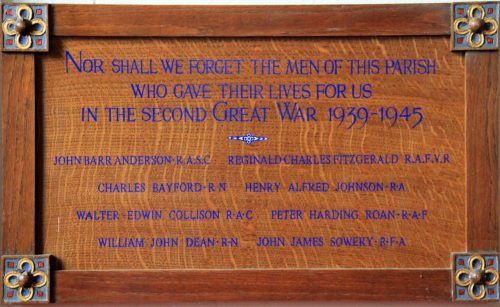 NOR SHALL WE FORGET THE MEN OF THIS PARISH
WHO GAVE THEIR LIVES FOR US
IN THE SECOND GREAT WAR 1939-1945
JOHN BARR ANDERSON·R.A.S.C REGINALD CHARLES FITZGERALD R.A.F.V.R
CHARLES BAYFORD·R·N HENRY ALFRED JOHNSON·R·A
WALTER EDWIN COLLISON R·A·C PETER HARDING ROAN·R·A·F
WILLIAM JOHN DEAN·R·N JOHN JAMES SOWERY·R·F·A